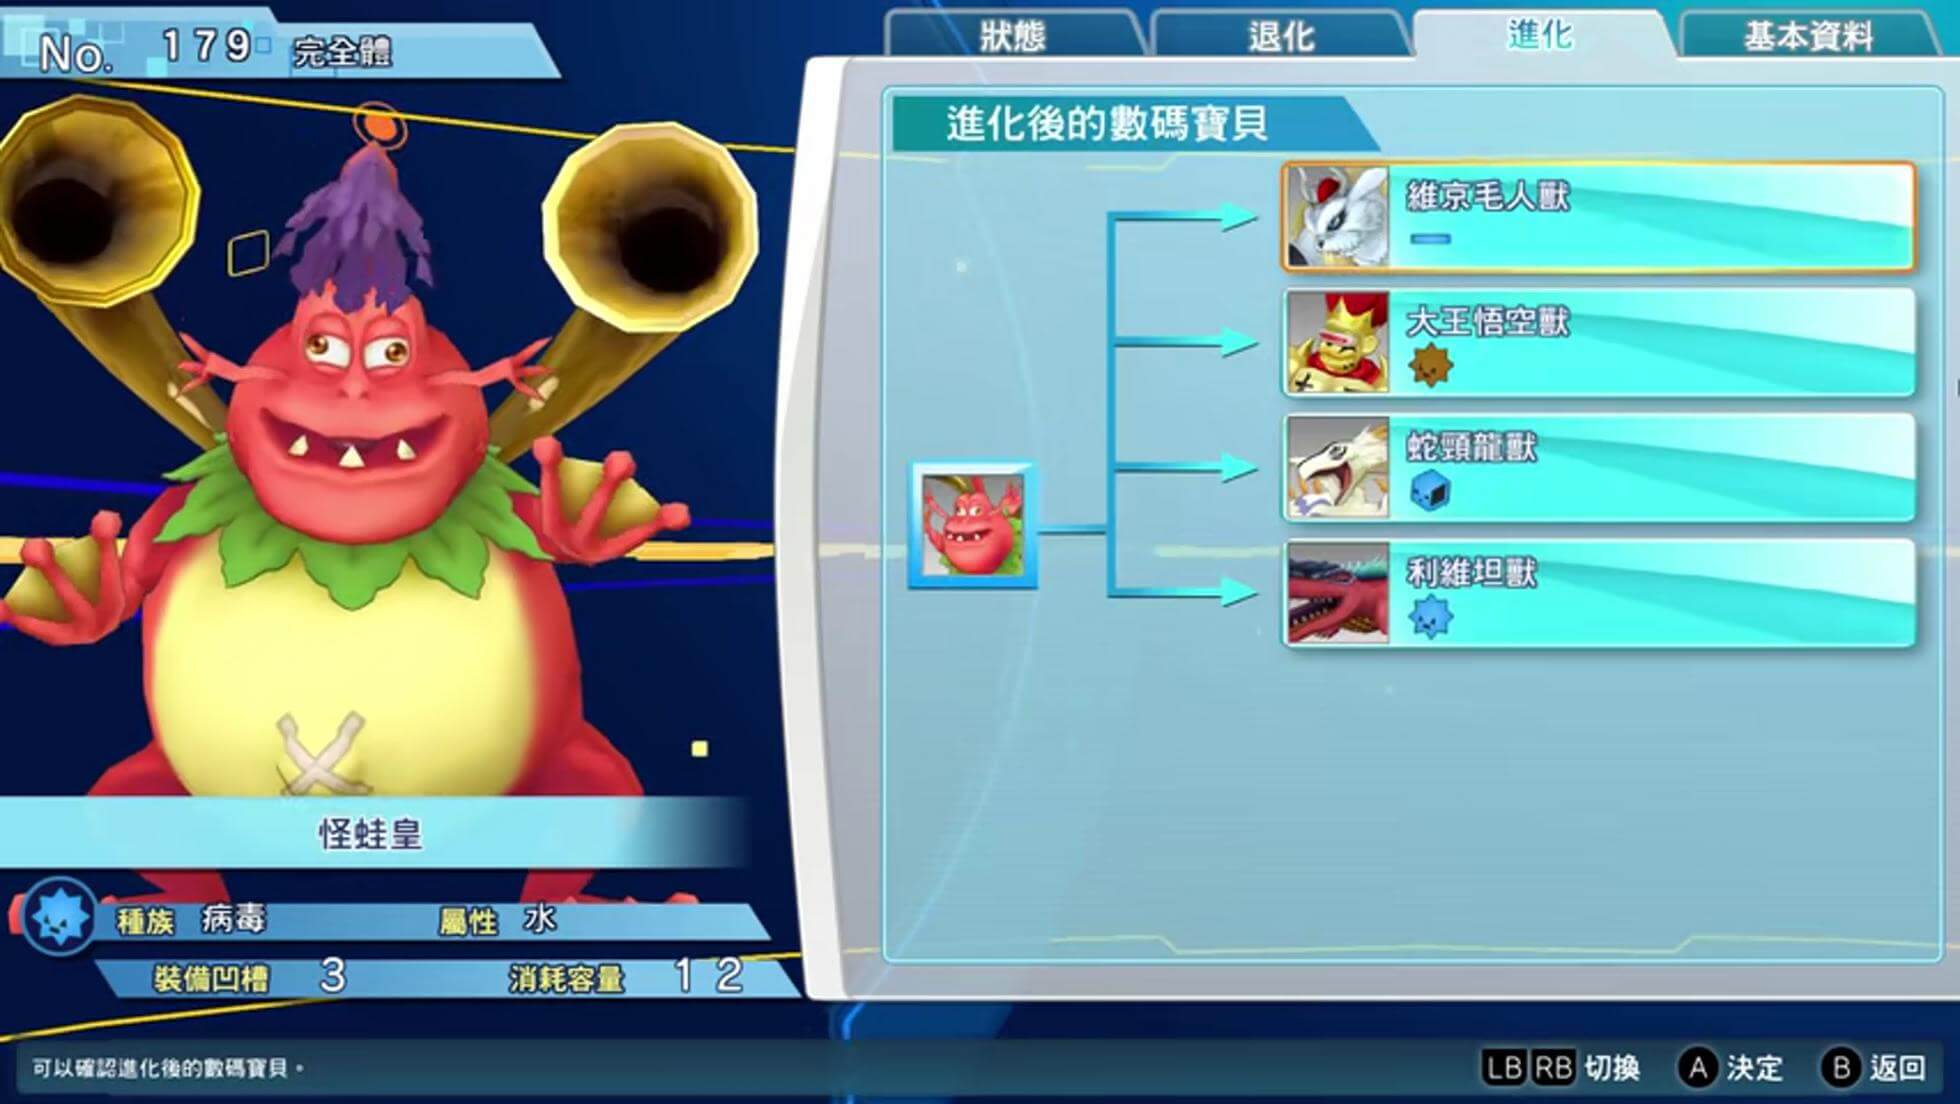 No. 179 完全體
狀態
退化
進化
基本資料
進化後的數碼寶貝
維京毛人獸
大王悟空獸
蛇頸龍獸
利維坦獸
怪蛙皇
種族 病毒 屬性 水
裝備凹槽 3 消耗容量 12
可以確認進化後的數碼寶貝。
LB RB 切換 A 決定 B 返回